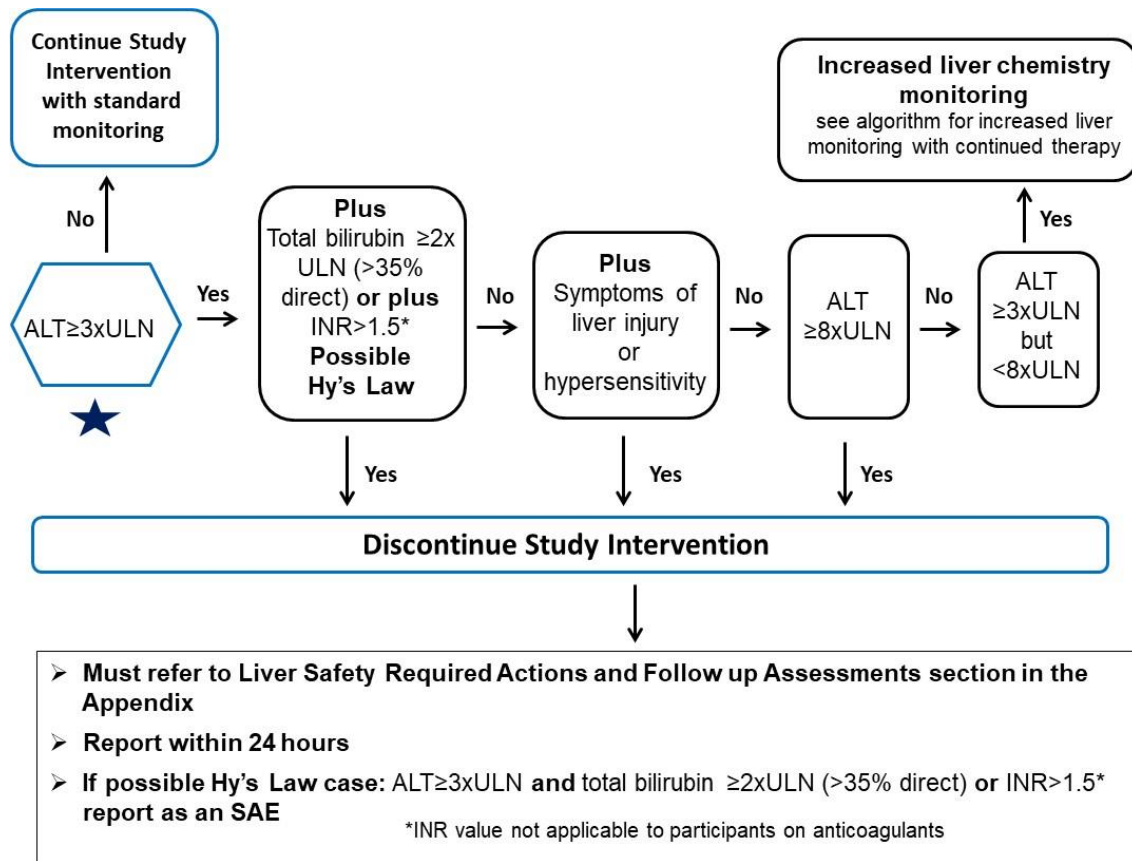 Continue Study
Intervention
with standard
monitoring
No
ALT≥3xULN
Yes
Plus
Total bilirubin ≥2x
ULN (>35%
direct) or plus
INR>1.5*
Possible
Hy's Law
No
Plus
Symptoms of
liver injury
or
hypersensitivity
No
ALT
≥8xULN
No
ALT
≥3xULN
but
<8xULN
Yes
Increased liver chemistry
monitoring
see algorithm for increased liver
monitoring with continued therapy
Yes
Yes
Yes
Discontinue Study Intervention
➤ Must refer to Liver Safety Required Actions and Follow up Assessments section in the
Appendix
➤ Report within 24 hours
➤ If possible Hy's Law case: ALT≥3xULN and total bilirubin ≥2xULN (>35% direct) or INR>1.5*
report as an SAE
*INR value not applicable to participants on anticoagulants